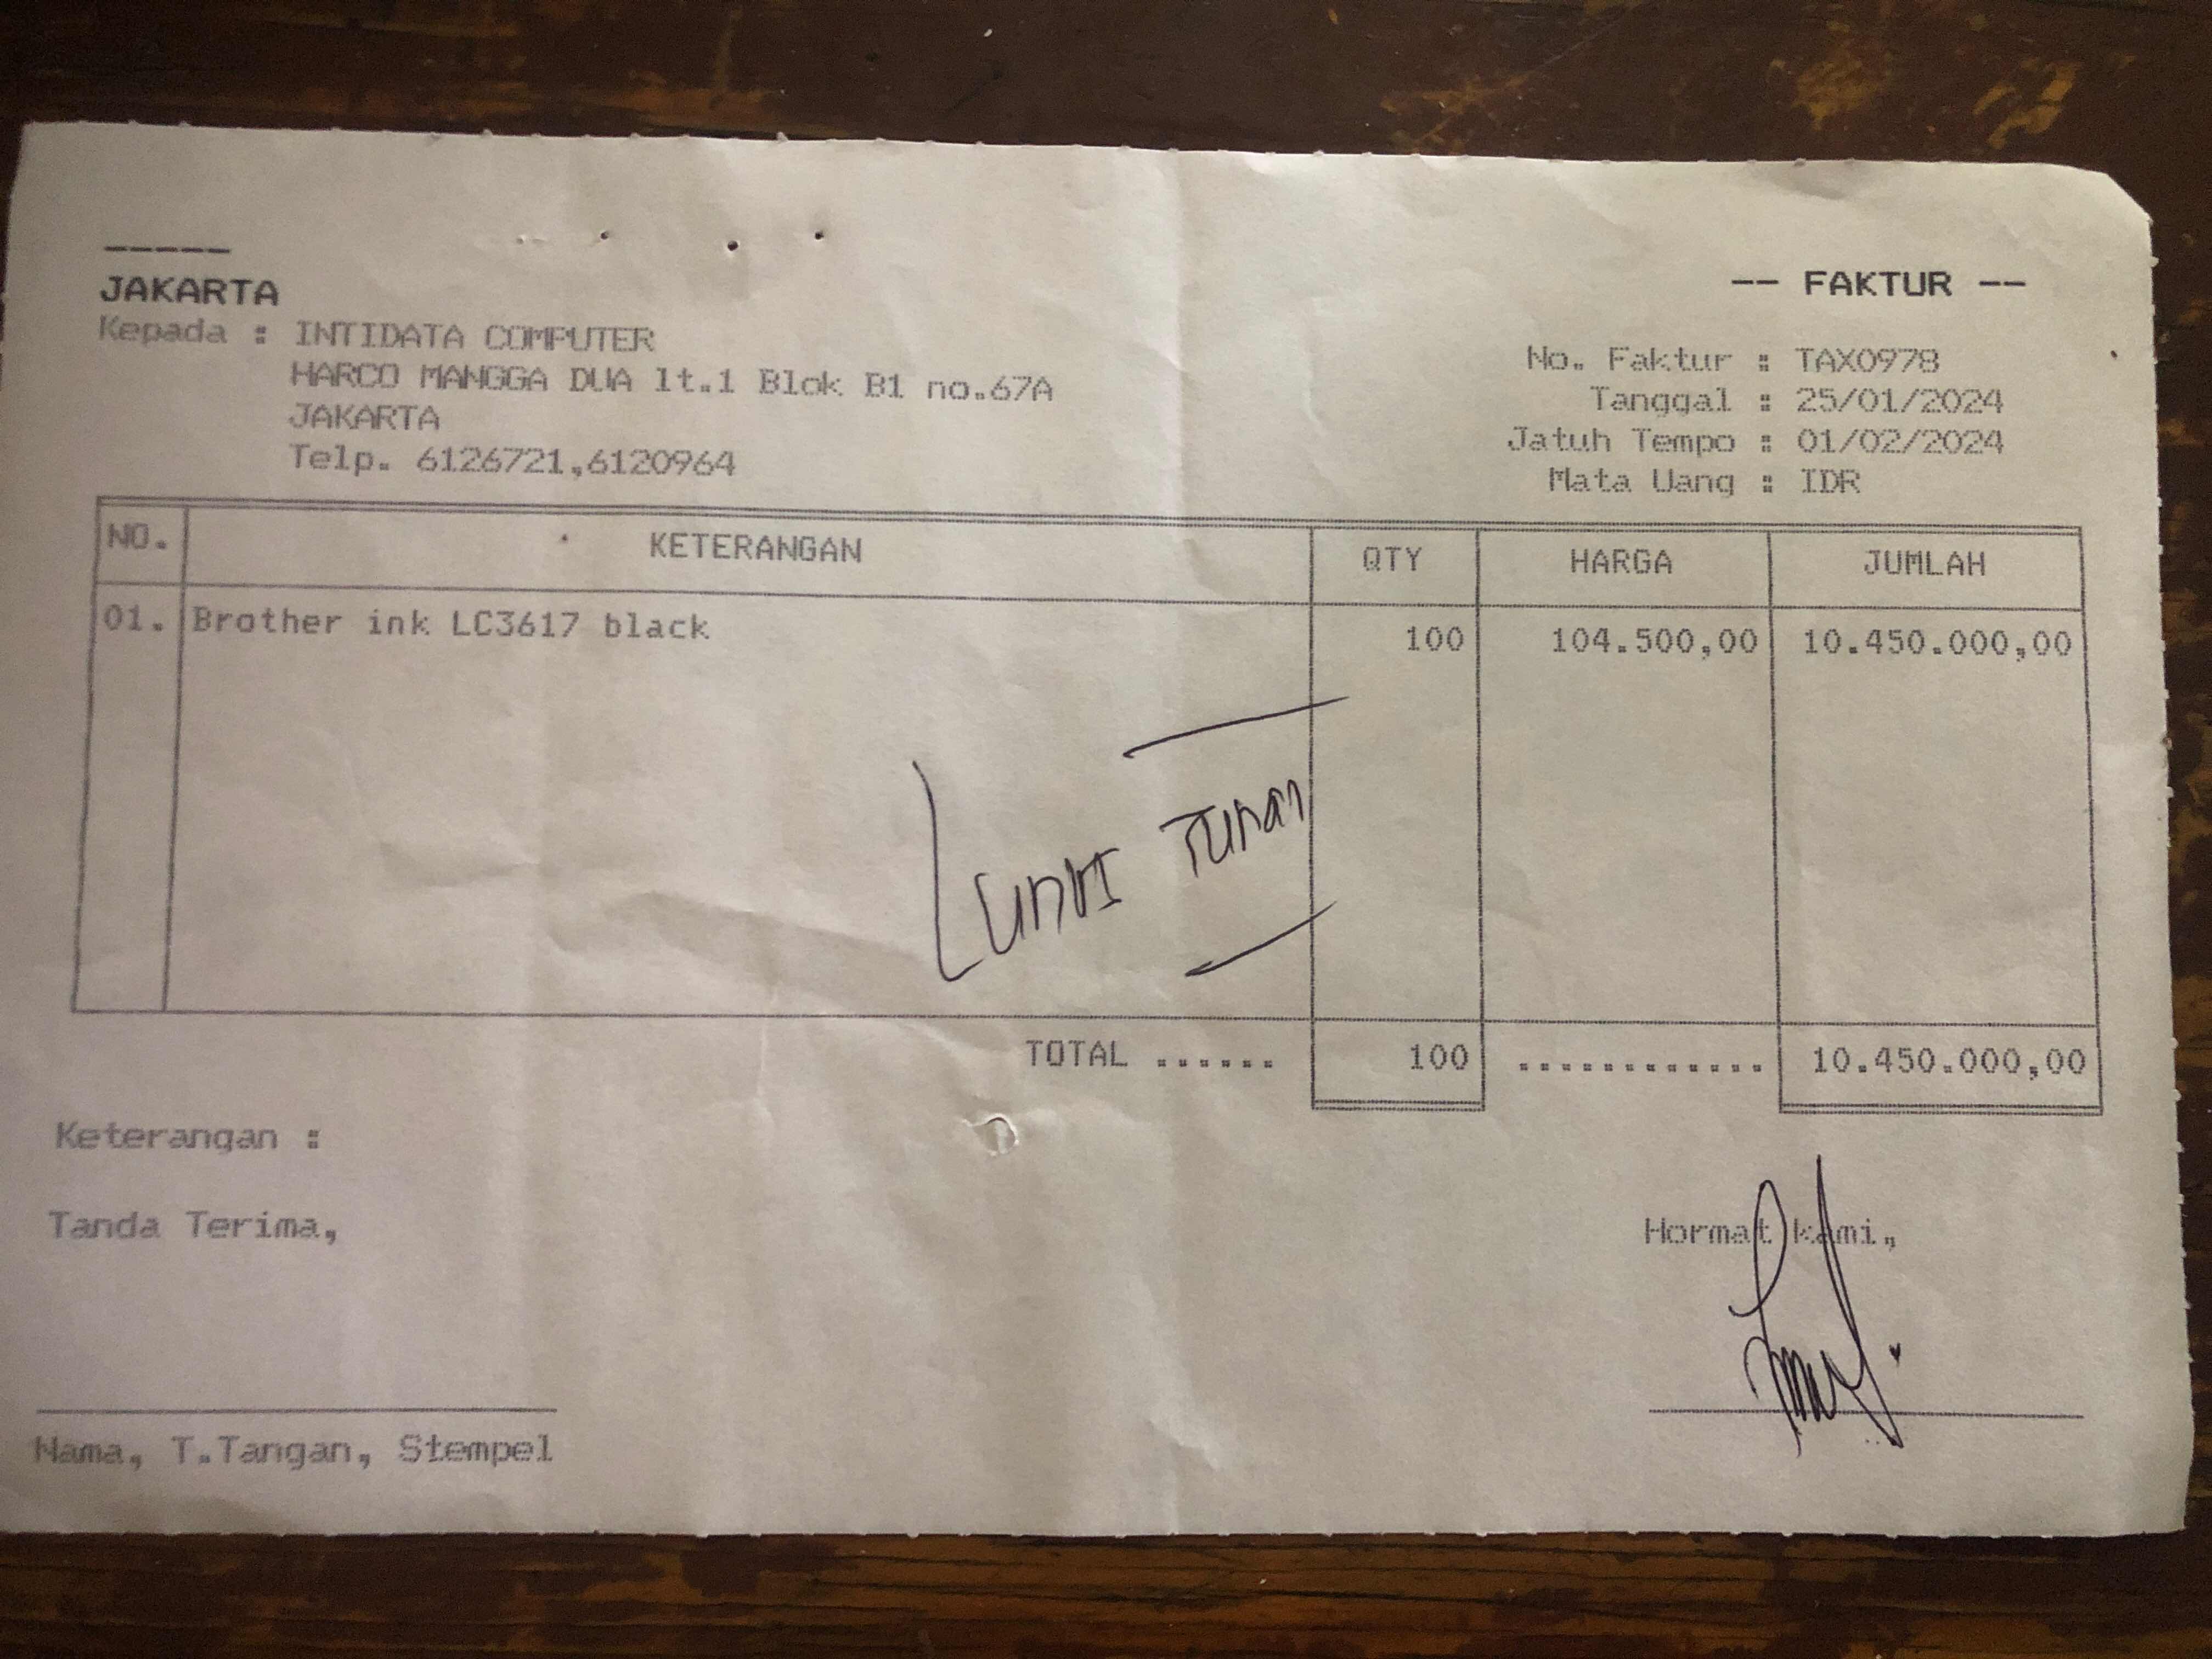 -----
JAKARTA
-- FAKTUR --
Kepada : INTIDATA COMPUTER
HARCO MANGGA DUA lt.1 Blok B1 no.67A
JAKARTA
Telp. 6126721,6120964
No. Faktur : TAX0978
Tanggal : 25/01/2024
Jatuh Tempo : 01/02/2024
Mata Uang : IDR
NO. KETERANGAN QTY HARGA JUMLAH
01. Brother ink LC3617 black 100 104.500,00 10.450.000,00
Tunai
TOTAL ...... 100 ............ 10.450.000,00
Keterangan :
Tanda Terima,
Hormat kami,
Nama, T.Tangan, Stempel